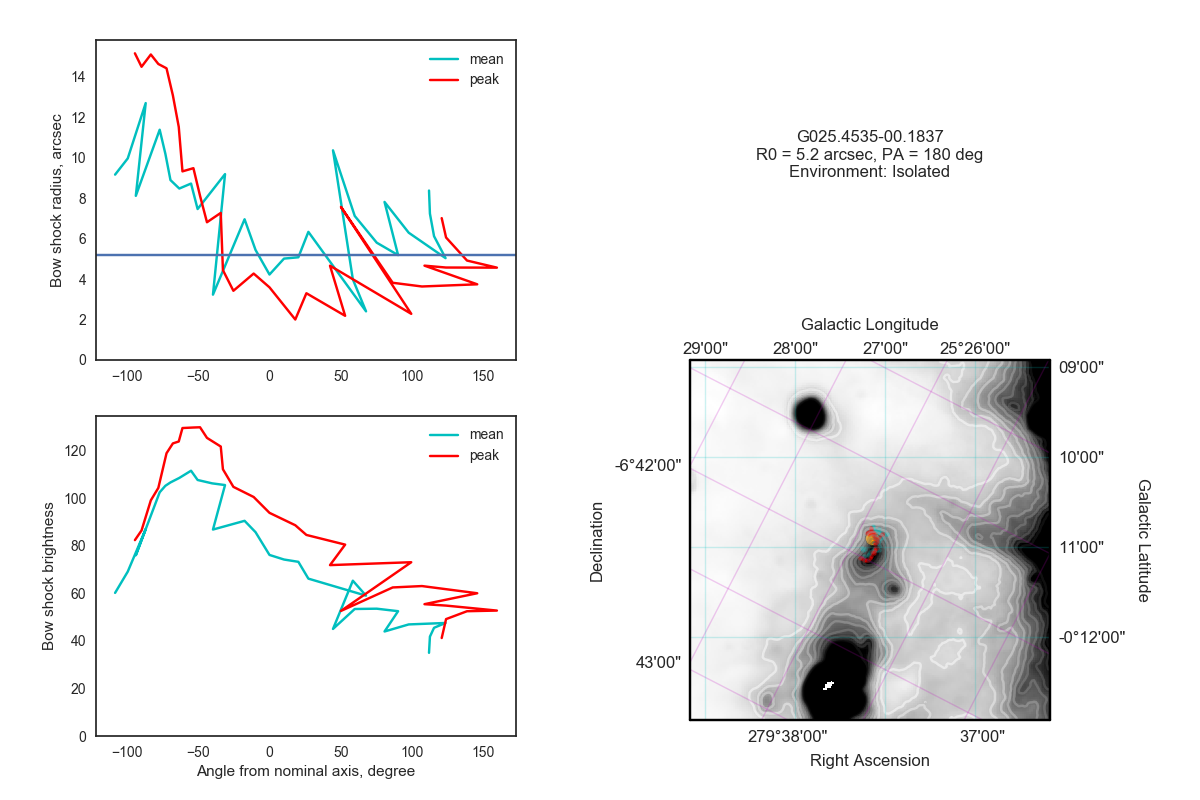 14
12
10
8
6
4
2
0
Bow shock radius, arcsec
mean
peak
−100
−50
0
50
100
150
120
100
80
60
40
20
0
Bow shock brightness
mean
peak
−100
−50
0
50
100
150
Angle from nominal axis, degree
G025.4535-00.1837
R0 = 5.2 arcsec, PA = 180 deg
Environment: Isolated
Galactic Longitude
29'00"
28'00"
27'00"
25°26'00"
09'00"
10'00"
11'00"
-0°12'00"
Galactic Latitude
-6°42'00"
43'00"
Declination
279°38'00"
37'00"
Right Ascension